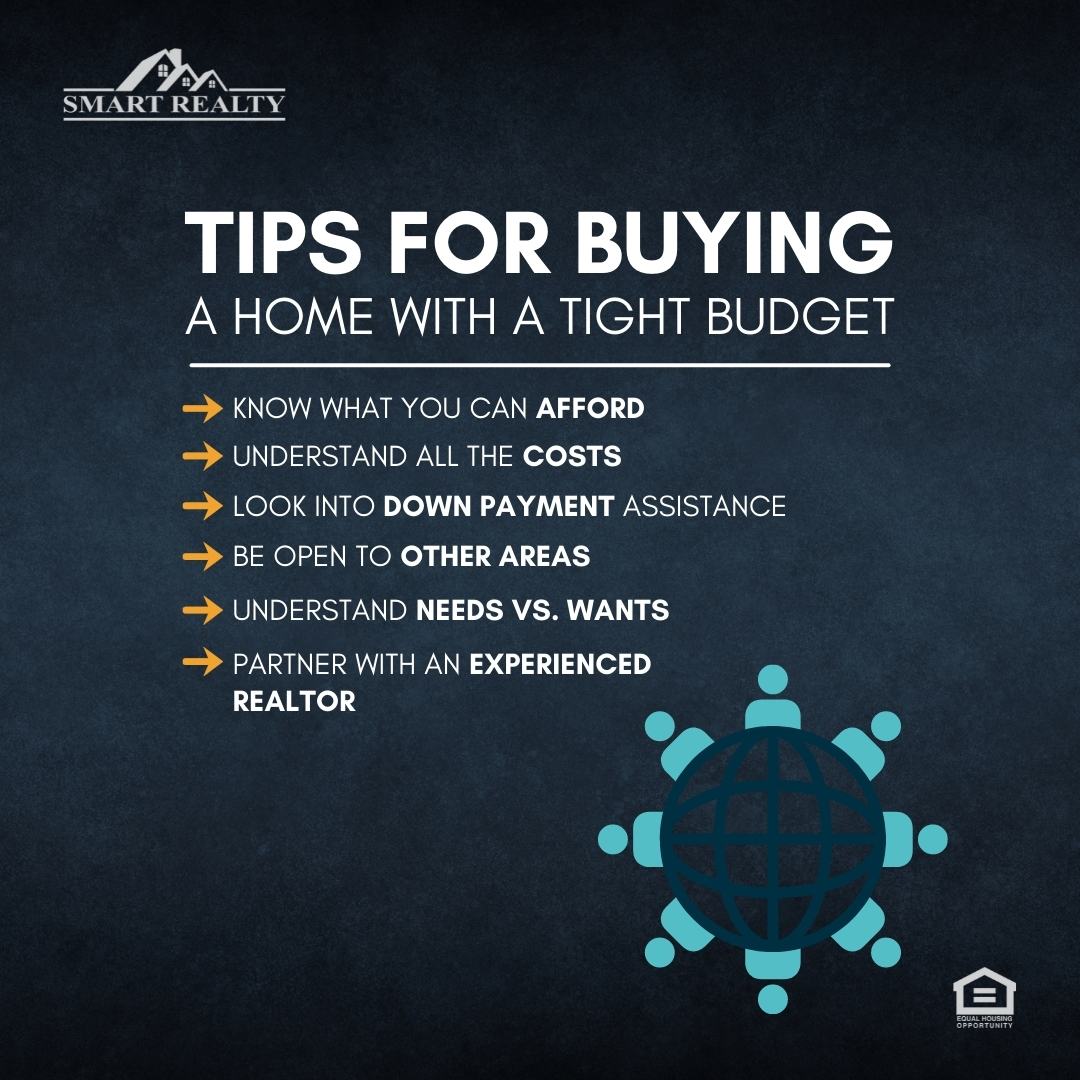 SMART REALTY
TIPS FOR BUYING
A HOME WITH A TIGHT BUDGET
KNOW WHAT YOU CAN AFFORD
UNDERSTAND ALL THE COSTS
LOOK INTO DOWN PAYMENT ASSISTANCE
BE OPEN TO OTHER AREAS
UNDERSTAND NEEDS VS. WANTS
PARTNER WITH AN EXPERIENCED
REALTOR
EQUAL HOUSING
OPPORTUNITY